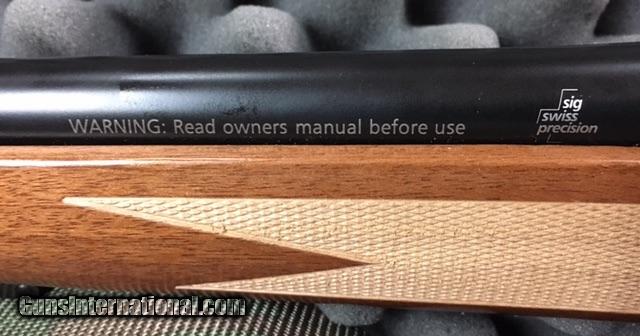 WARNING: Read owners manual before use
sig
swiss
precision
GunsInternational.com